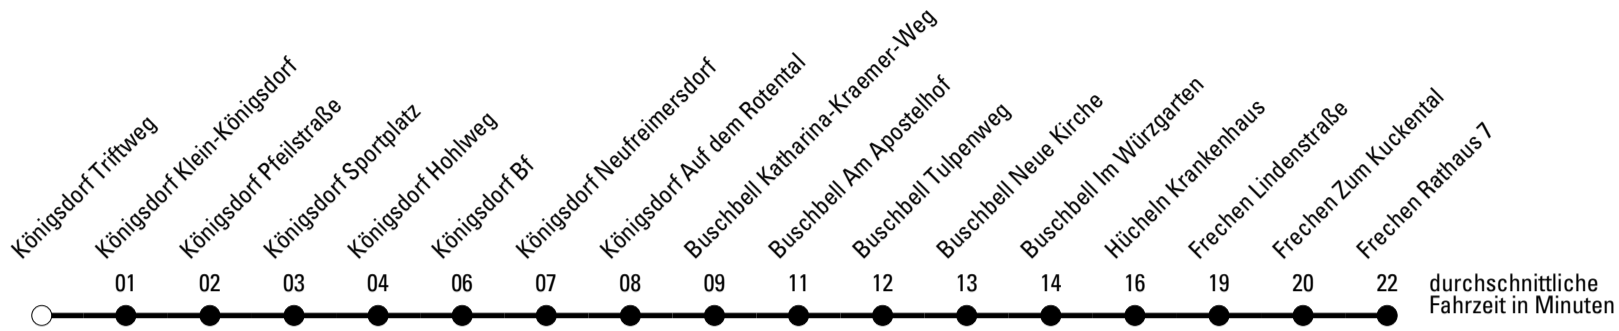 Königsdorf Triftweg
Königsdorf Klein-Königsdorf
Königsdorf Pfeilstraße
Königsdorf Sportplatz
Königsdorf Hohlweg
Königsdorf Bf
Königsdorf Neufreimersdorf
Königsdorf Auf dem Rotental
Buschbell Katharina-Kraemer-Weg
Buschbell Am Apostelhof
Buschbell Tulpenweg
Buschbell Neue Kirche
Buschbell Im Würzgarten
Hücheln Krankenhaus
Frechen Lindenstraße
Frechen Zum Kuckental
Frechen Rathaus 7
01 02 03 04 06 07 08 09 11 12 13 14 16 19 20 22
durchschnittliche
Fahrzeit in Minuten